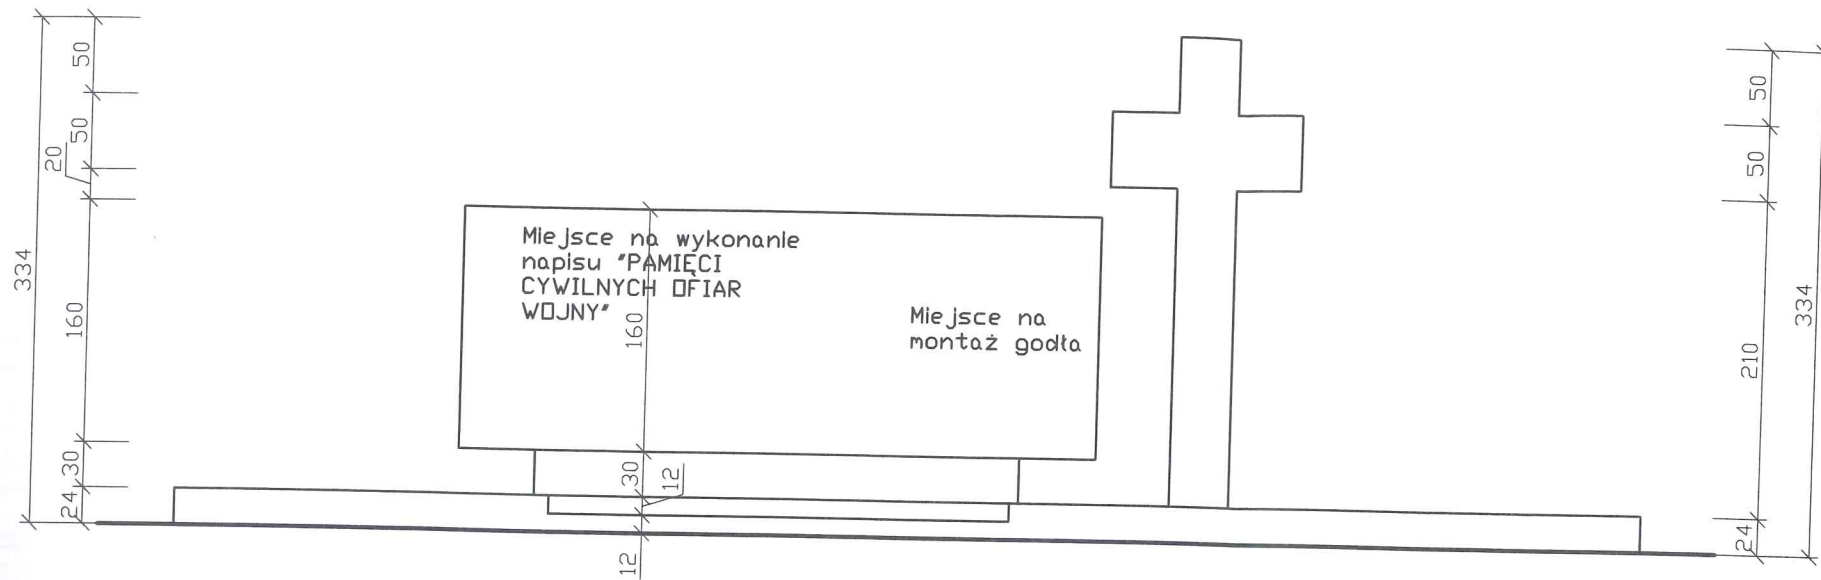 50
50
20
334
160
30
24
Miejsce na wykonanie
napisu "PAMIĘCI
CYWILNYCH OFIAR
WOJNY"
160
Miejsce na
montaż godła
30
12
12
50
50
334
210
24